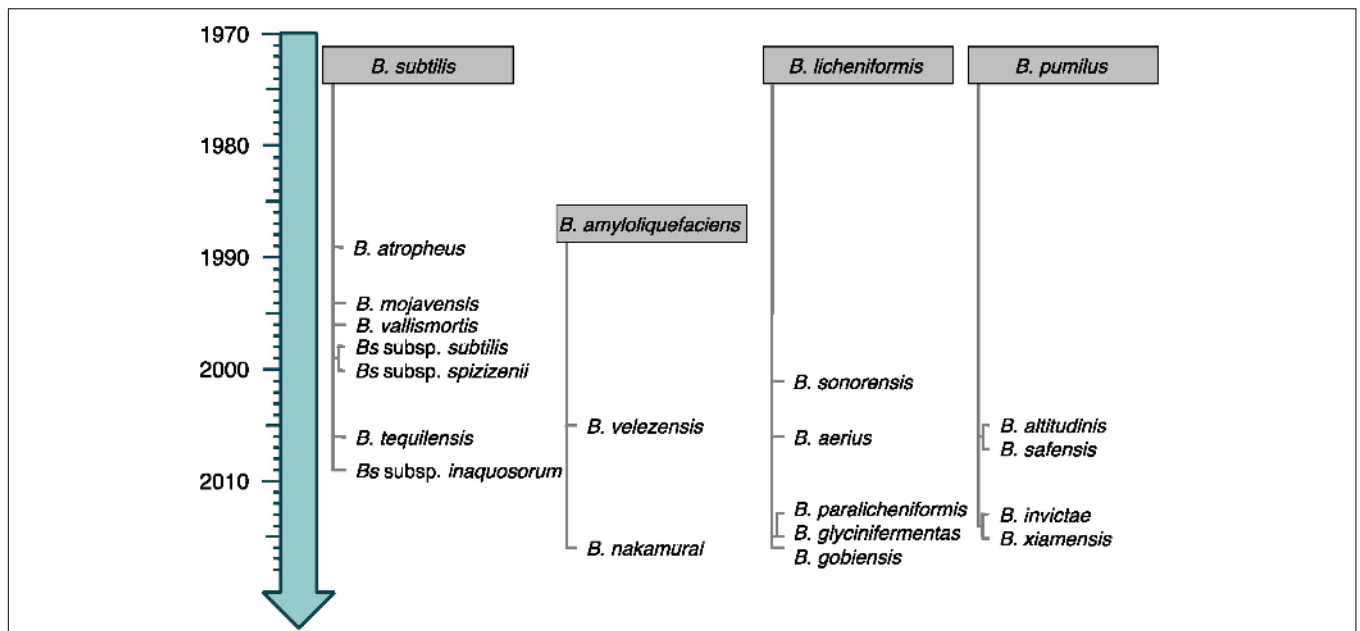 1970
1980
1990
2000
2010
B. subtilis
B. atropheus
B. mojavensis
B. vallismortis
Bs subsp. subtilis
Bs subsp. spizizenii
B. tequilensis
Bs subsp. inaquosorum
B. amyloliquefaciens
B. velezensis
B. nakamurai
B. licheniformis
B. sonorensis
B. aerius
B. paralicheniformis
B. glycinifermentas
B. gobiensis
B. pumilus
B. altitudinis
B. safensis
B. invictae
B. xiamensis